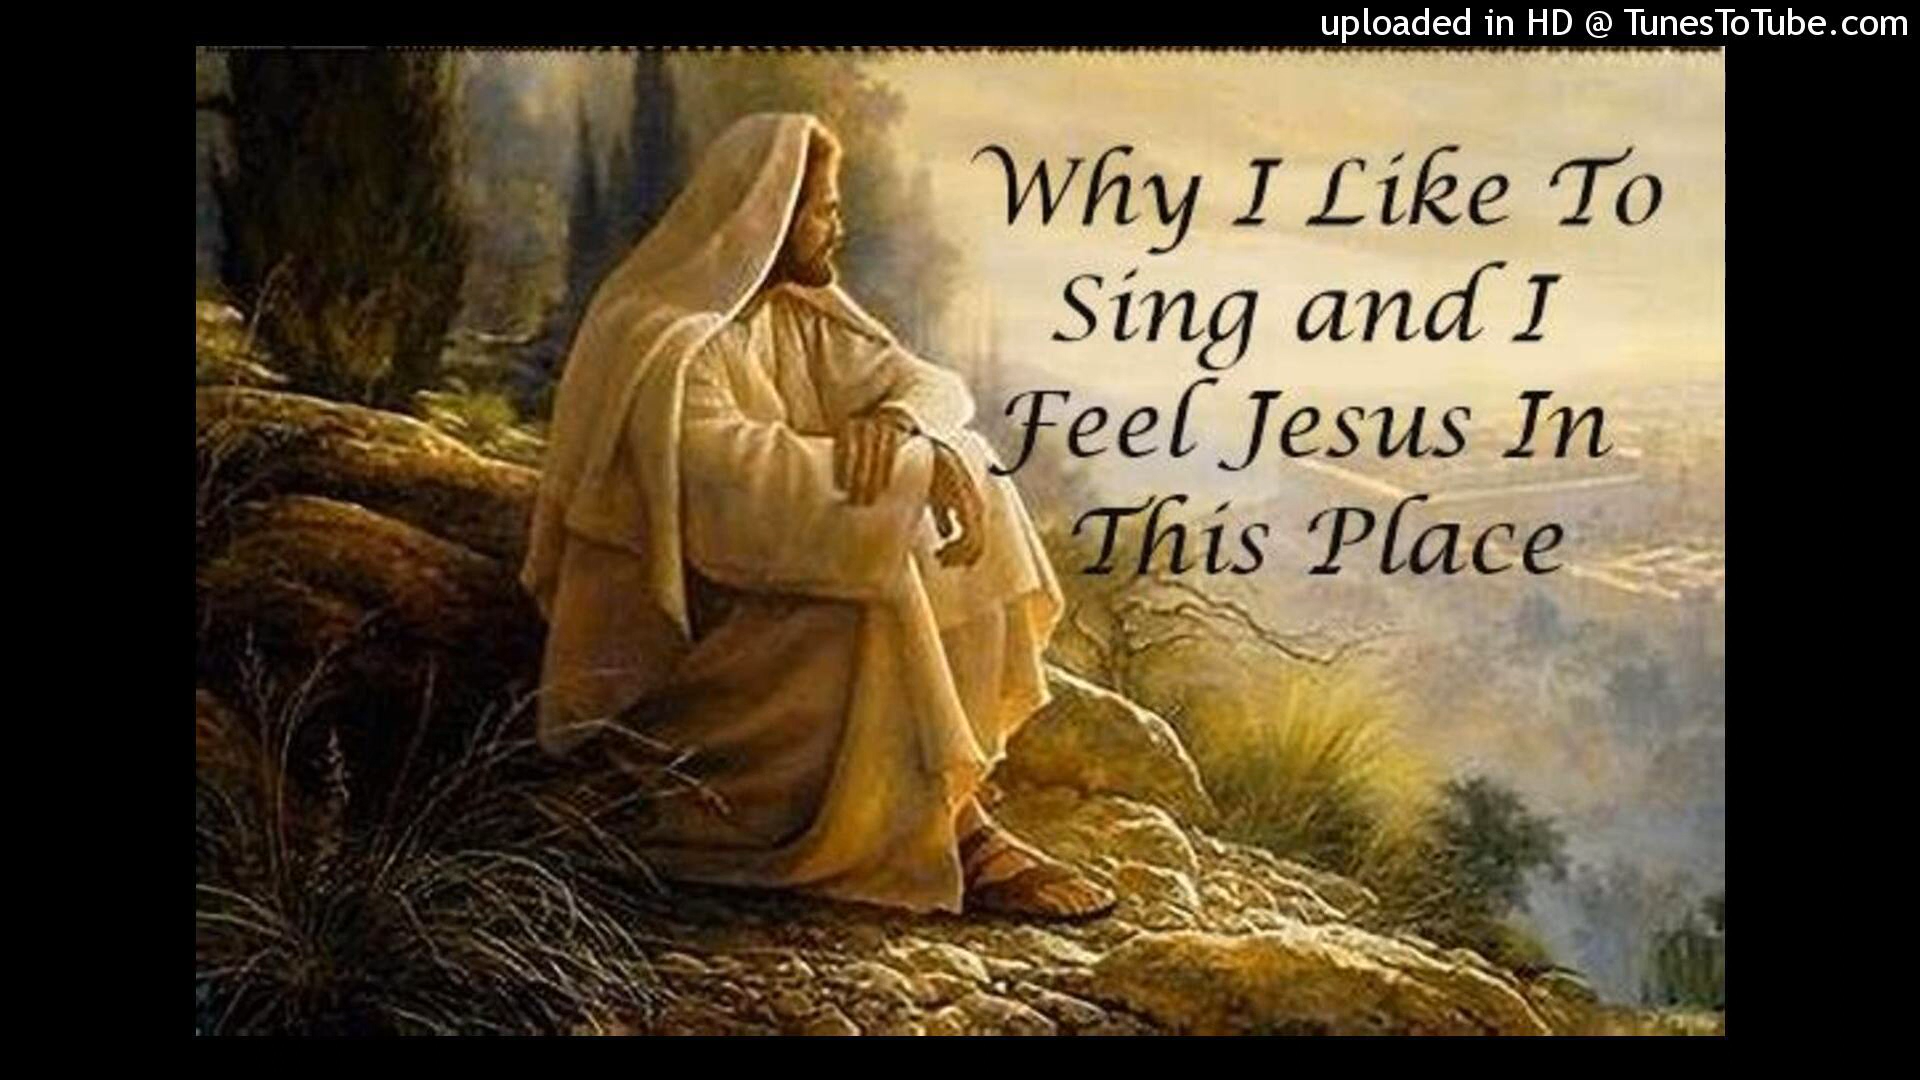 uploaded in HD @ TunesToTube.com
Why I Like To
Sing and I
Feel Jesus In
This Place